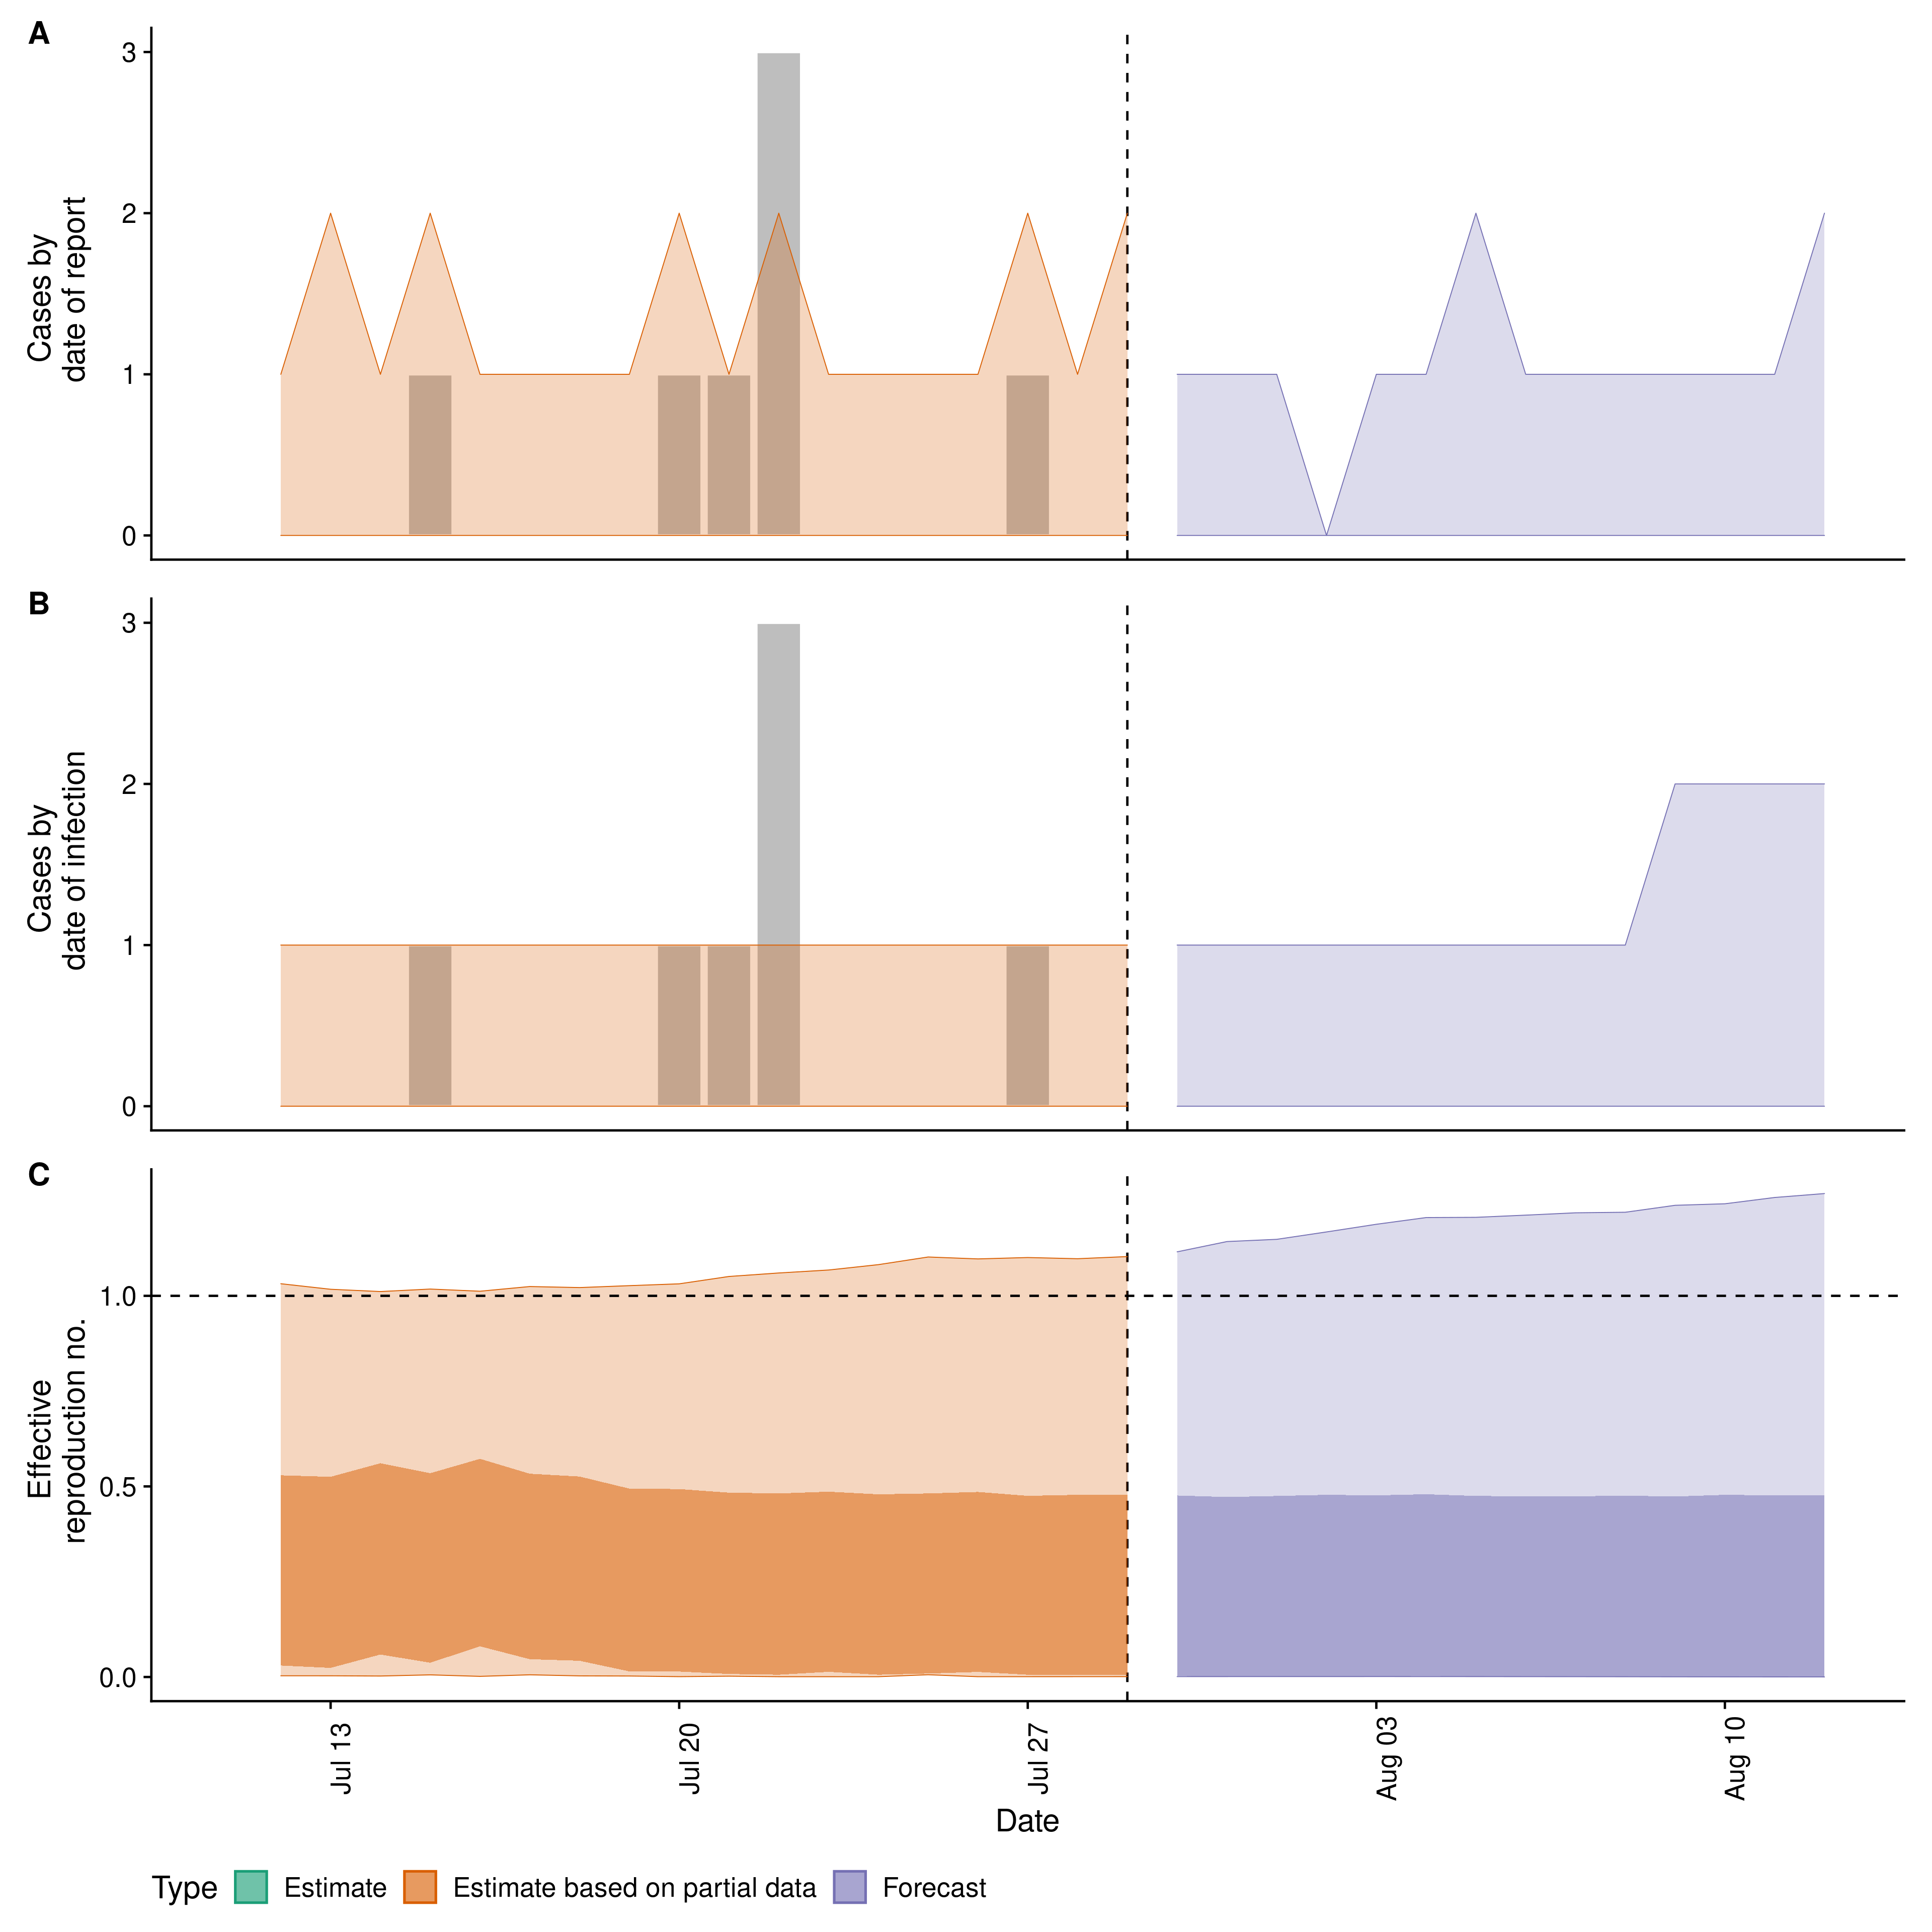 A
3
2
1
0
Cases by
date of report
B
3
2
1
0
Cases by
date of infection
C
1.0
0.5
0.0
Effective
reproduction no.
Jul 13
Jul 20
Jul 27
Aug 03
Aug 10
Date
Type Estimate Estimate based on partial data Forecast